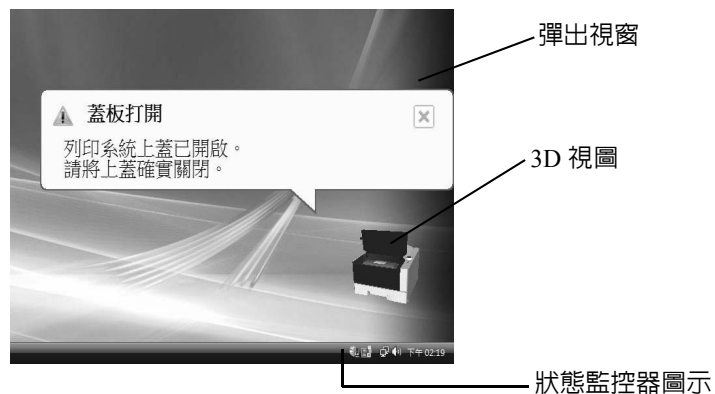 彈出視窗
蓋板打開
列印系統上蓋已開啟。
請將上蓋確實關閉。
3D 視圖
下午 02:19
狀態監控器圖示